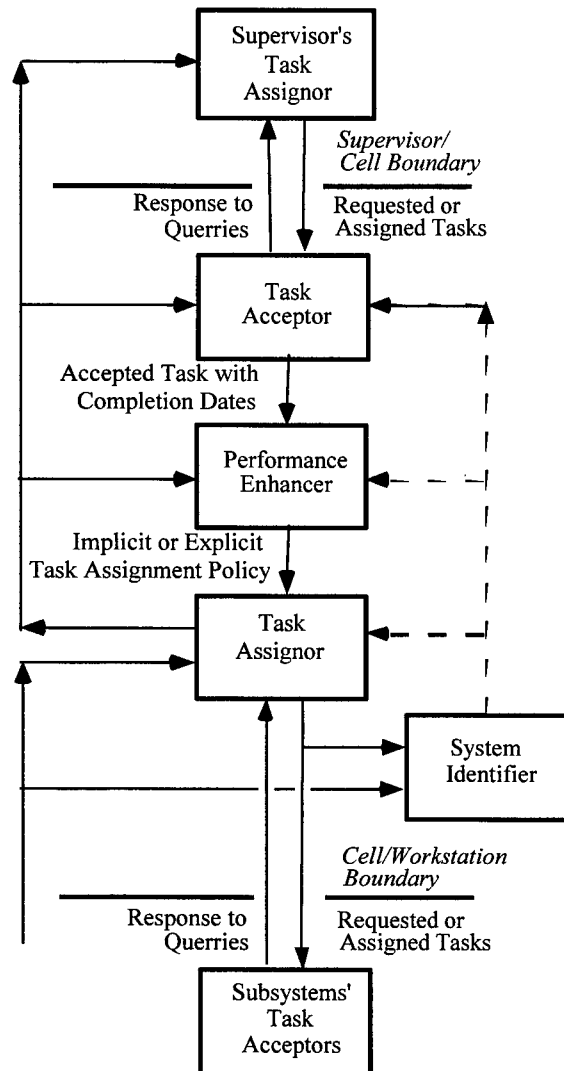 Supervisor's
Task
Assignor
Supervisor/
Cell Boundary
Response to
Querries
Requested or
Assigned Tasks
Task
Acceptor
Accepted Task with
Completion Dates
Performance
Enhancer
Implicit or Explicit
Task Assignment Policy
Task
Assignor
System
Identifier
Cell/Workstation
Boundary
Response to
Querries
Requested or
Assigned Tasks
Subsystems'
Task
Acceptors